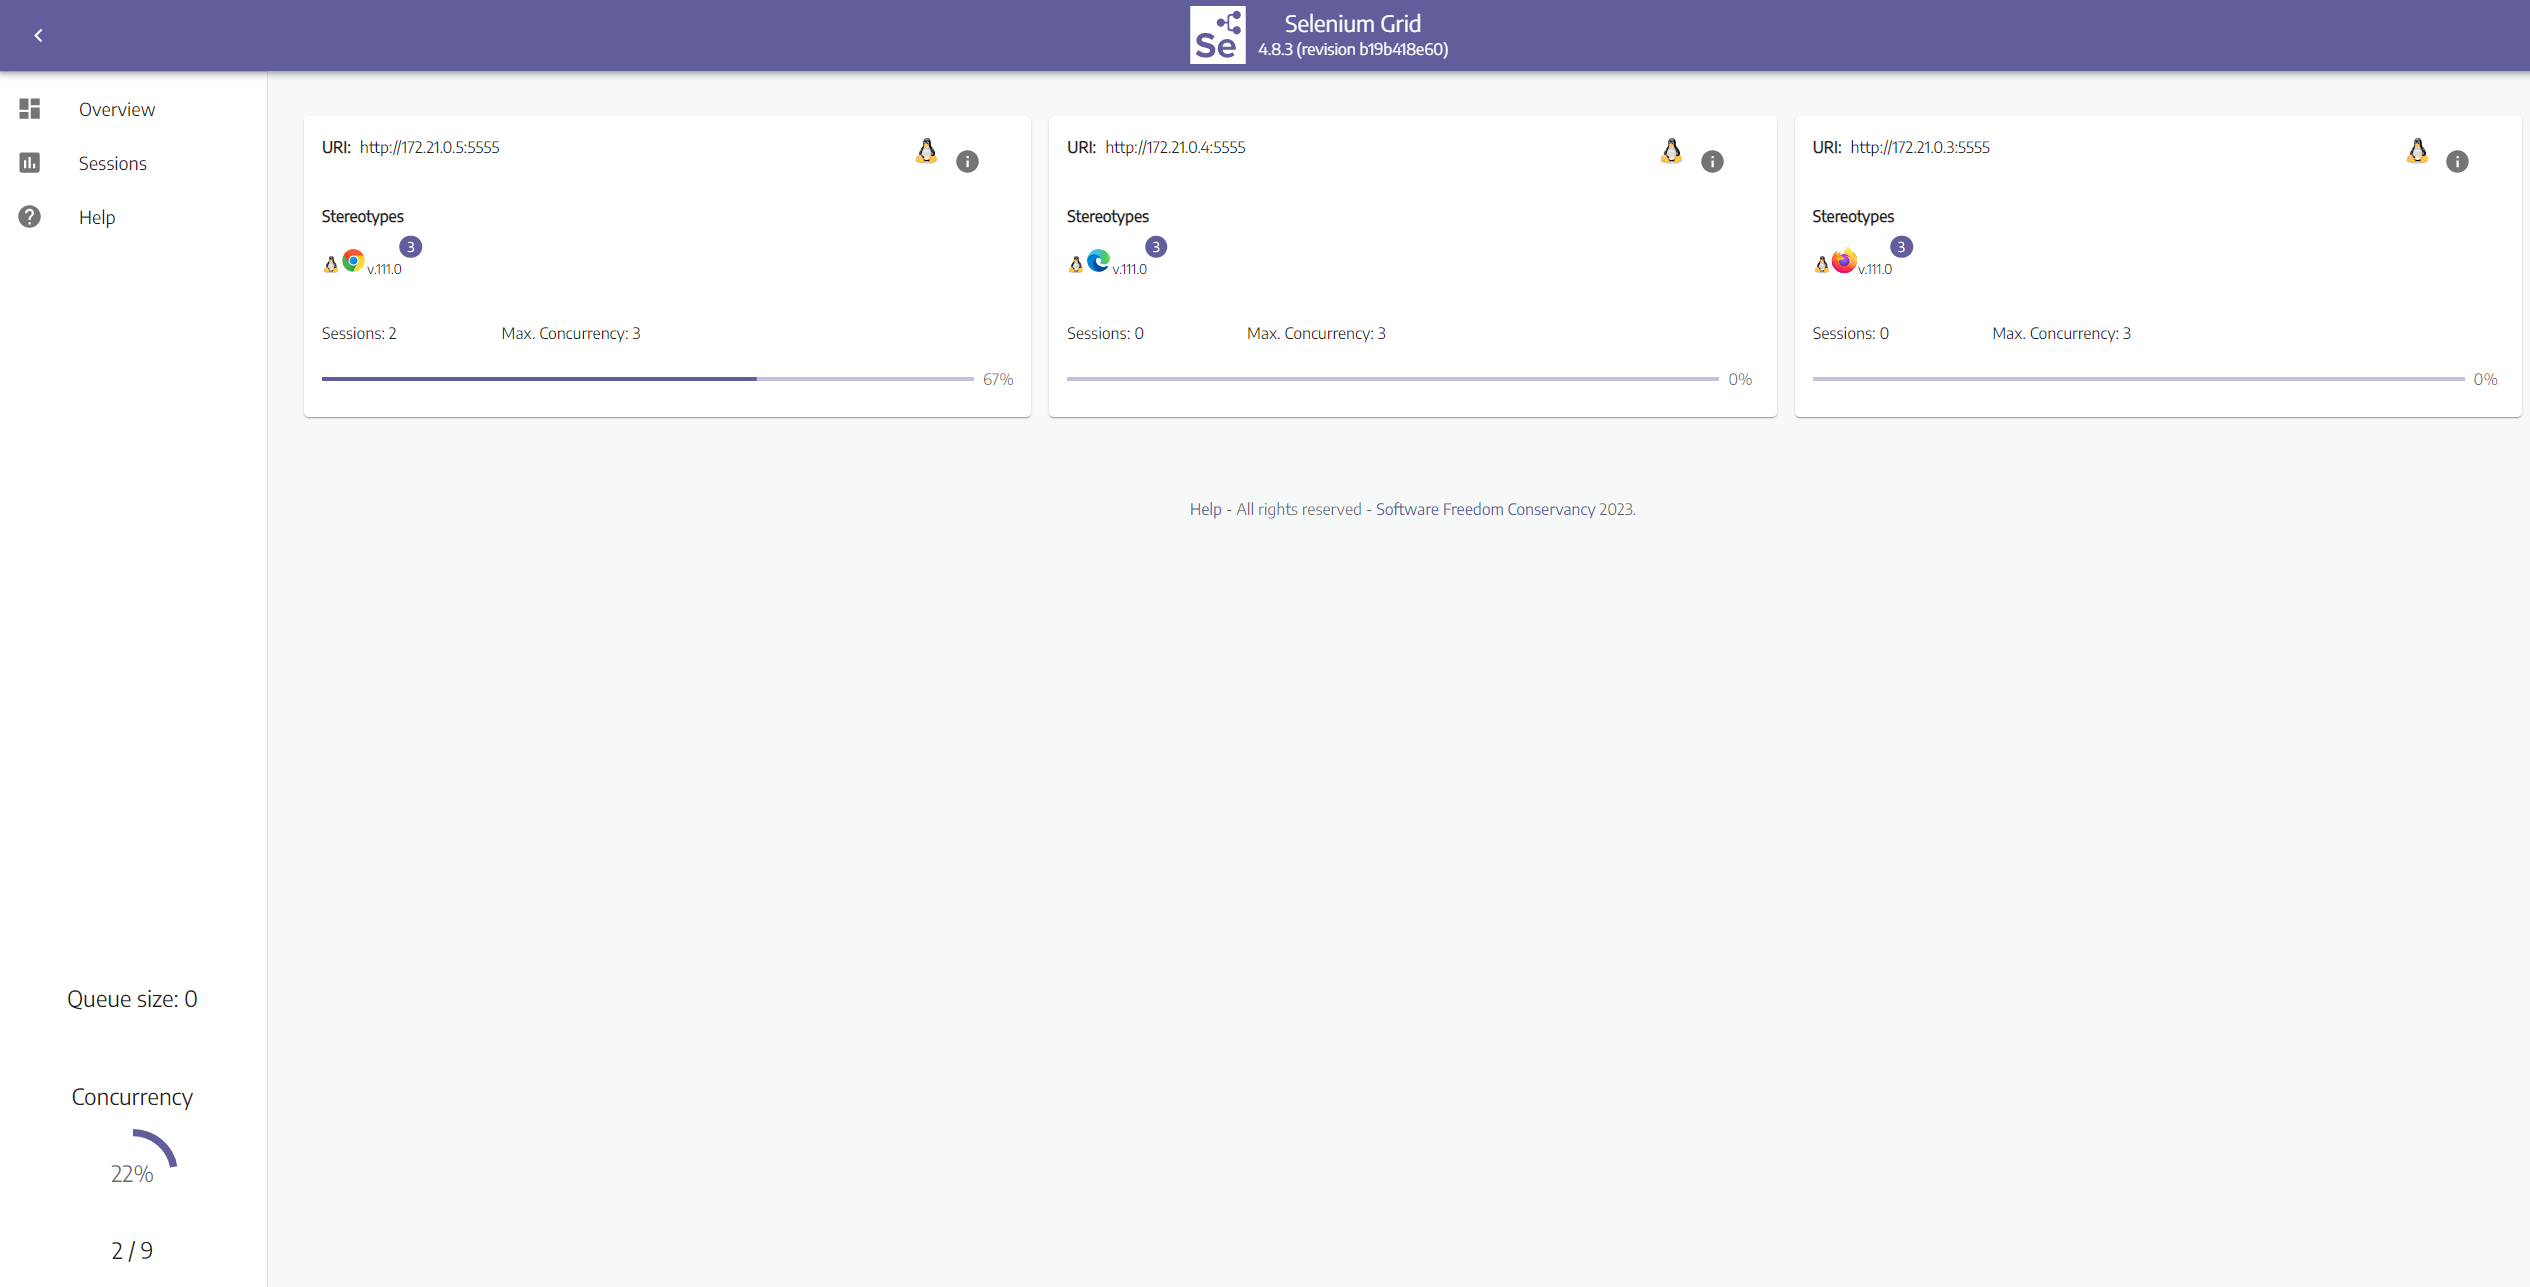 Se
Selenium Grid
4.8.3 (revision b19b418e60)
Overview
Sessions
Help
URI: http://172.21.0.5:5555
Stereotypes
v.111.0
3
Sessions: 2
Max. Concurrency: 3
67%
URI: http://172.21.0.4:5555
Stereotypes
v.111.0
3
Sessions: 0
Max. Concurrency: 3
0%
URI: http://172.21.0.3:5555
Stereotypes
v.111.0
3
Sessions: 0
Max. Concurrency: 3
0%
Help - All rights reserved - Software Freedom Conservancy 2023.
Queue size: 0
Concurrency
22%
2 / 9